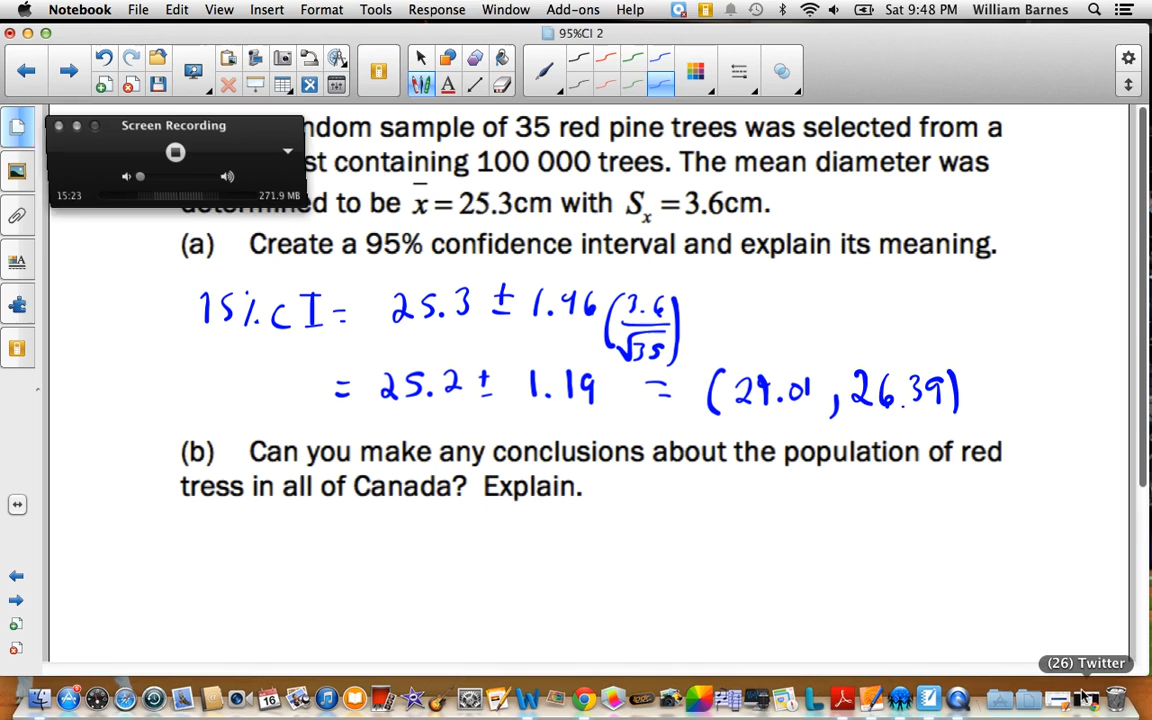 Notebook File Edit View Insert Format Tools Response Window Add-ons Help Sat 9:48 PM William Barnes
95%CI 2
Screen Recording
15:23 271.9 MB
ndom sample of 35 red pine trees was selected from a
st containing 100 000 trees. The mean diameter was
determined to be x̄ = 25.3cm with Sₓ = 3.6cm.
(a) Create a 95% confidence interval and explain its meaning.
95% CI = 25.3 ± 1.96 (3.6/√35)
= 25.2 ± 1.19 = (24.01, 26.39)
(b) Can you make any conclusions about the population of red
tress in all of Canada? Explain.
(26) Twitter